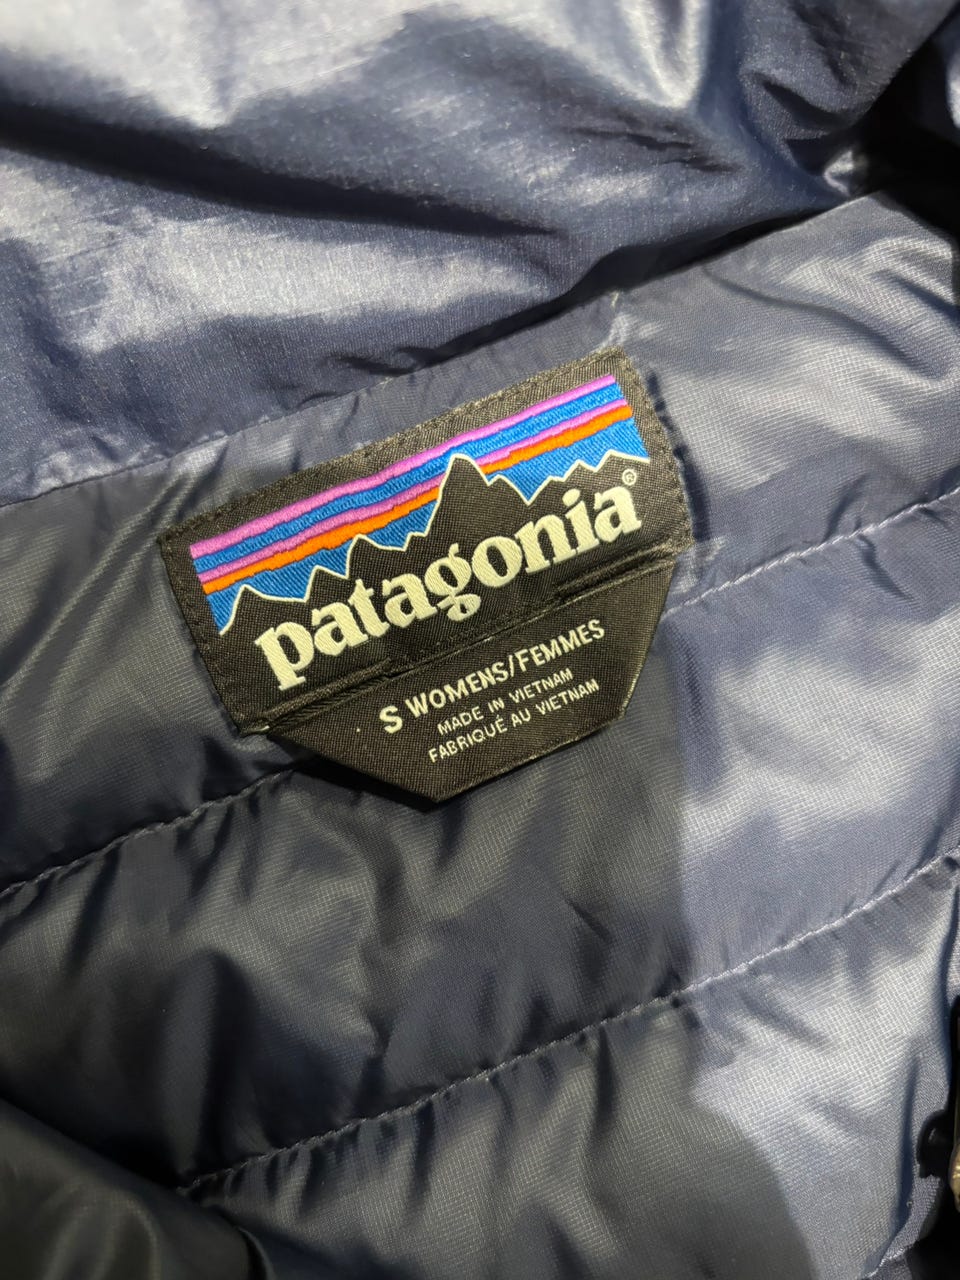 patagonia®
S WOMENS/FEMMES
MADE IN VIETNAM
FABRIQUÉ AU VIETNAM